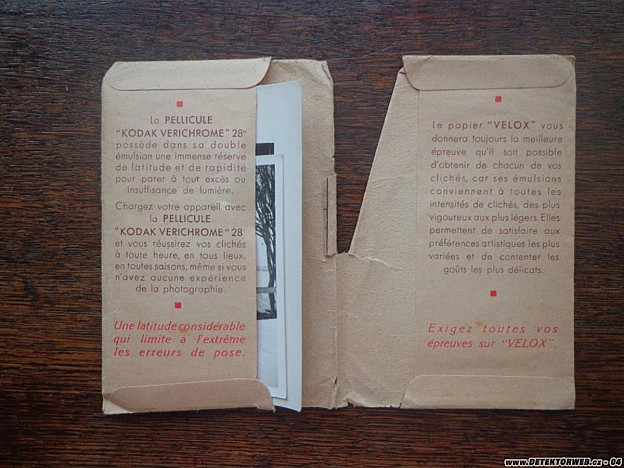 La PELLICULE
"KODAK VERICHROME" 28°
possède dans sa double
émulsion une immense réserve
de latitude et de rapidité
pour parer à tout excès ou
insuffisance de lumière.
Chargez votre appareil avec
la PELLICULE
"KODAK VERICHROME" 28°
et vous réussirez vos clichés
à toute heure, en tous lieux,
en toutes saisons, même si vous
n'avez aucune expérience
de la photographie.
Une latitude considérable
qui limite à l'extrême
les erreurs de pose.
Le papier "VELOX" vous
donnera toujours la meilleure
épreuve qu'il soit possible
d'obtenir de chacun de vos
clichés, car ses émulsions
conviennent à toutes les
intensités de clichés, des plus
vigoureux aux plus légers. Elles
permettent de satisfaire aux
préférences artistiques les plus
variées et de contenter les
goûts les plus délicats.
Exigez toutes vos
épreuves sur "VELOX".
www.DETEKTORWEB.cz - 04